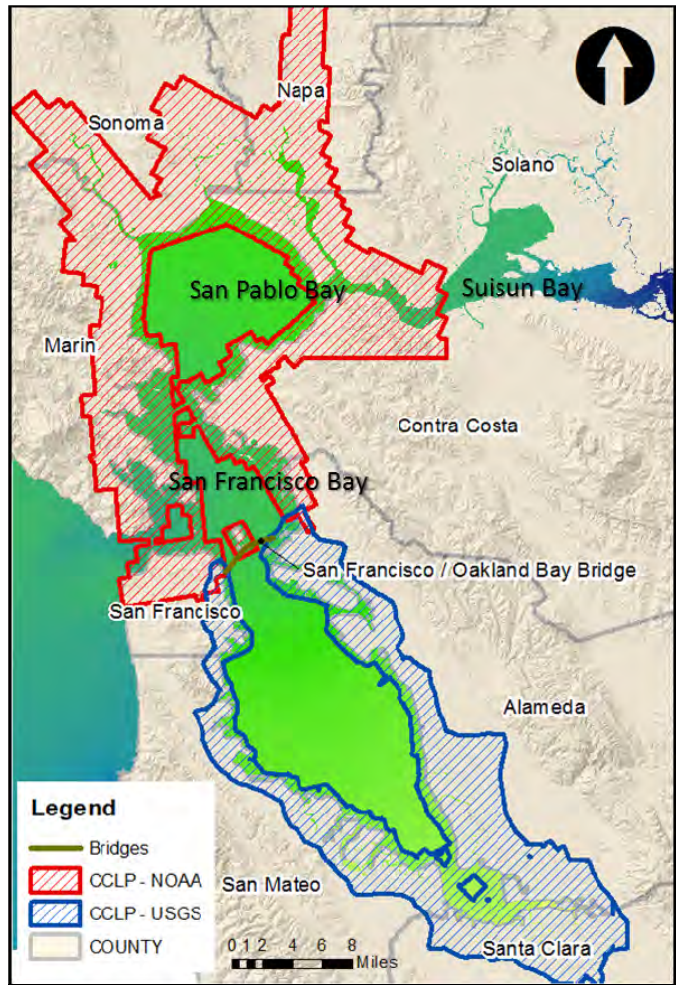 Napa
Sonoma
Solano
San Pablo Bay
Suisun Bay
Marin
Contra Costa
San Francisco Bay
San Francisco / Oakland Bay Bridge
San Francisco
Alameda
Legend
Bridges
CCLP - NOAA
CCLP - USGS
COUNTY
San Mateo
Santa Clara
0 1 2 4 6 8
Miles